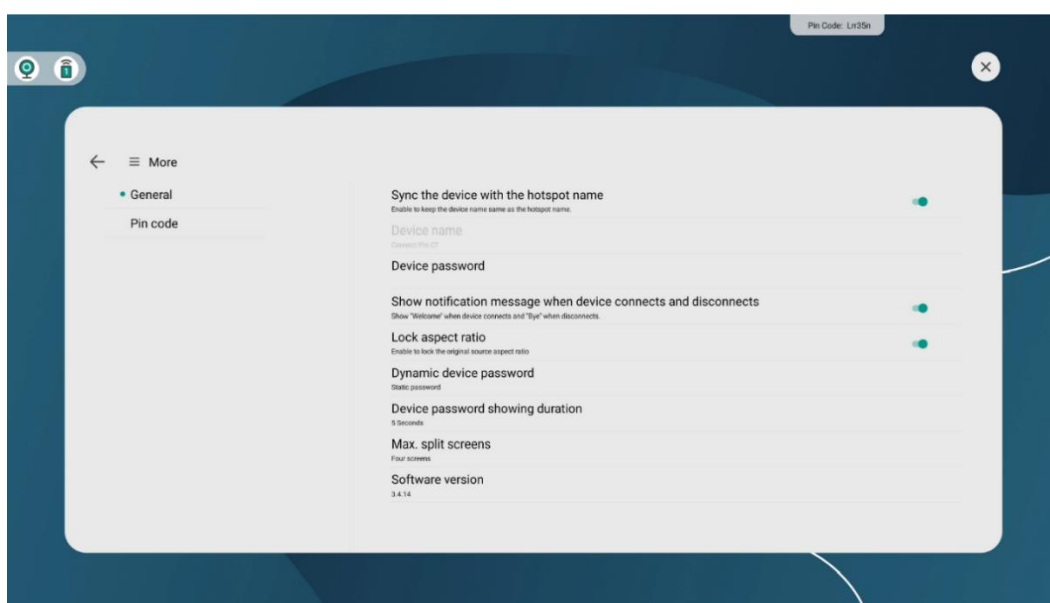 Pin Code: Lrr35n
1
More
General
Pin code
Sync the device with the hotspot name
Enable to keep the device name same as the hotspot name.
Device name
Device password
Show notification message when device connects and disconnects
Show "Welcome" when device connects and "Bye" when disconnects.
Lock aspect ratio
Enable to lock the original source aspect ratio
Dynamic device password
Static password
Device password showing duration
5 Seconds
Max. split screens
Four screens
Software version
3.4.14